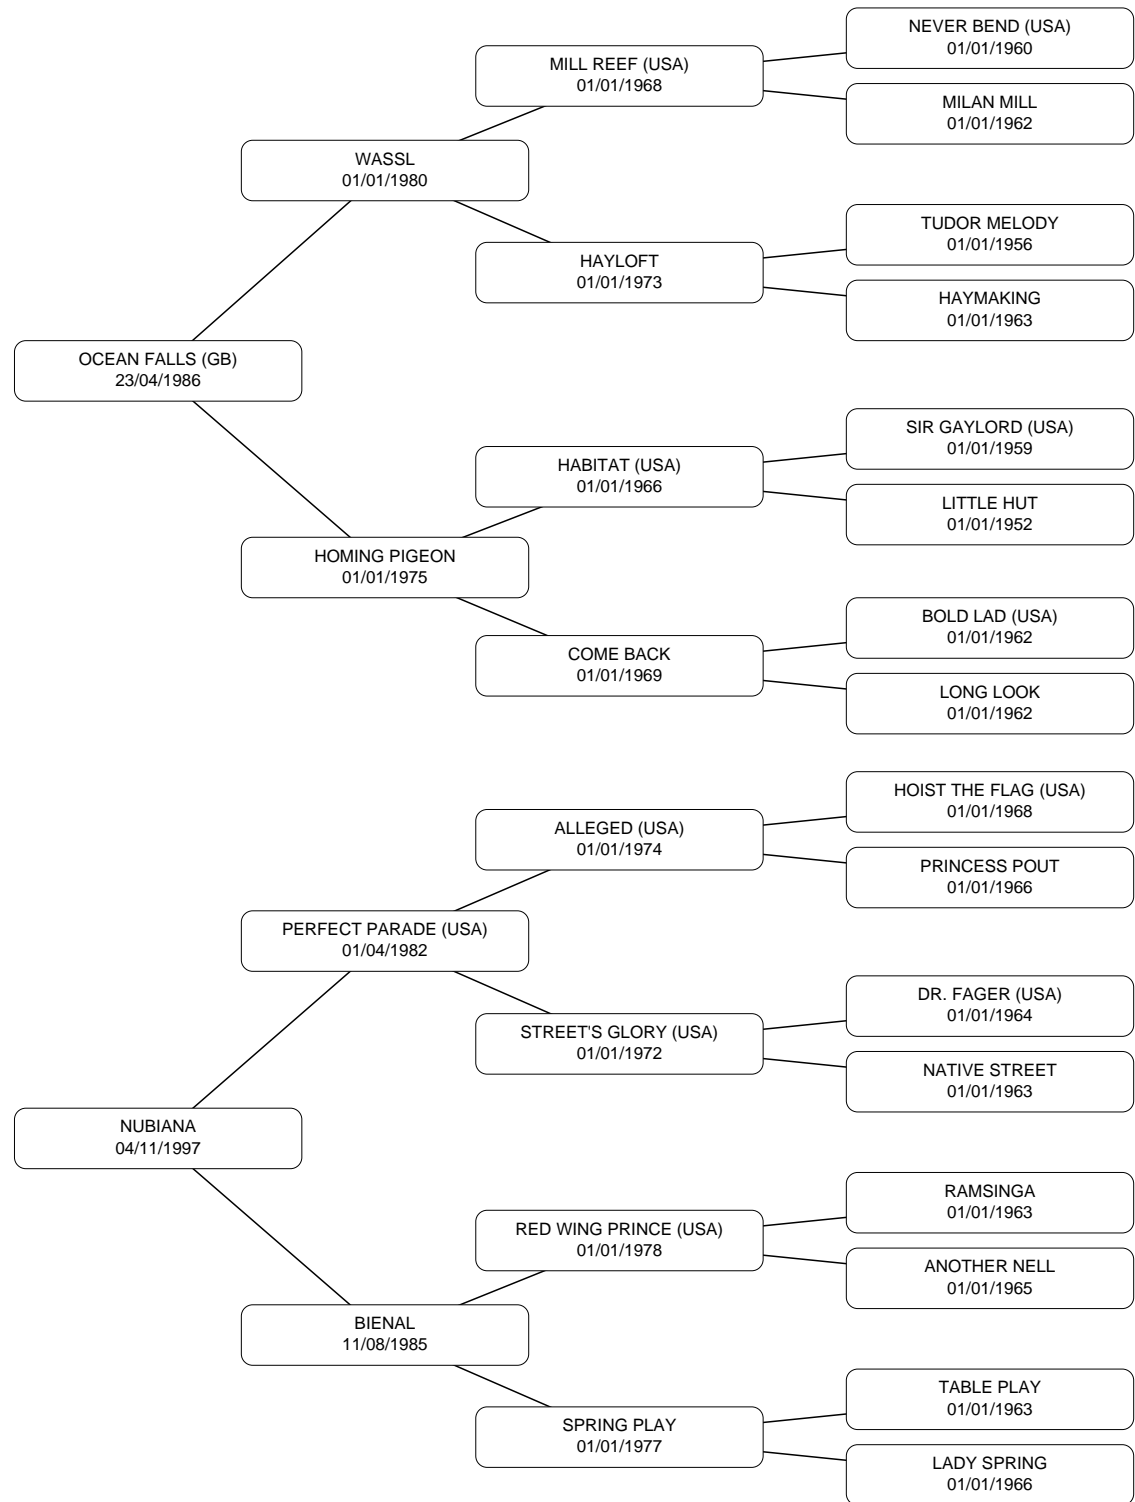 NEVER BEND (USA)
01/01/1960
MILL REEF (USA)
01/01/1968
MILAN MILL
01/01/1962
WASSL
01/01/1980
TUDOR MELODY
01/01/1956
HAYLOFT
01/01/1973
HAYMAKING
01/01/1963
OCEAN FALLS (GB)
23/04/1986
SIR GAYLORD (USA)
01/01/1959
HABITAT (USA)
01/01/1966
LITTLE HUT
01/01/1952
HOMING PIGEON
01/01/1975
BOLD LAD (USA)
01/01/1962
COME BACK
01/01/1969
LONG LOOK
01/01/1962
HOIST THE FLAG (USA)
01/01/1968
ALLEGED (USA)
01/01/1974
PRINCESS POUT
01/01/1966
PERFECT PARADE (USA)
01/04/1982
DR. FAGER (USA)
01/01/1964
STREET'S GLORY (USA)
01/01/1972
NATIVE STREET
01/01/1963
NUBIANA
04/11/1997
RAMSINGA
01/01/1963
RED WING PRINCE (USA)
01/01/1978
ANOTHER NELL
01/01/1965
BIENAL
11/08/1985
TABLE PLAY
01/01/1963
SPRING PLAY
01/01/1977
LADY SPRING
01/01/1966